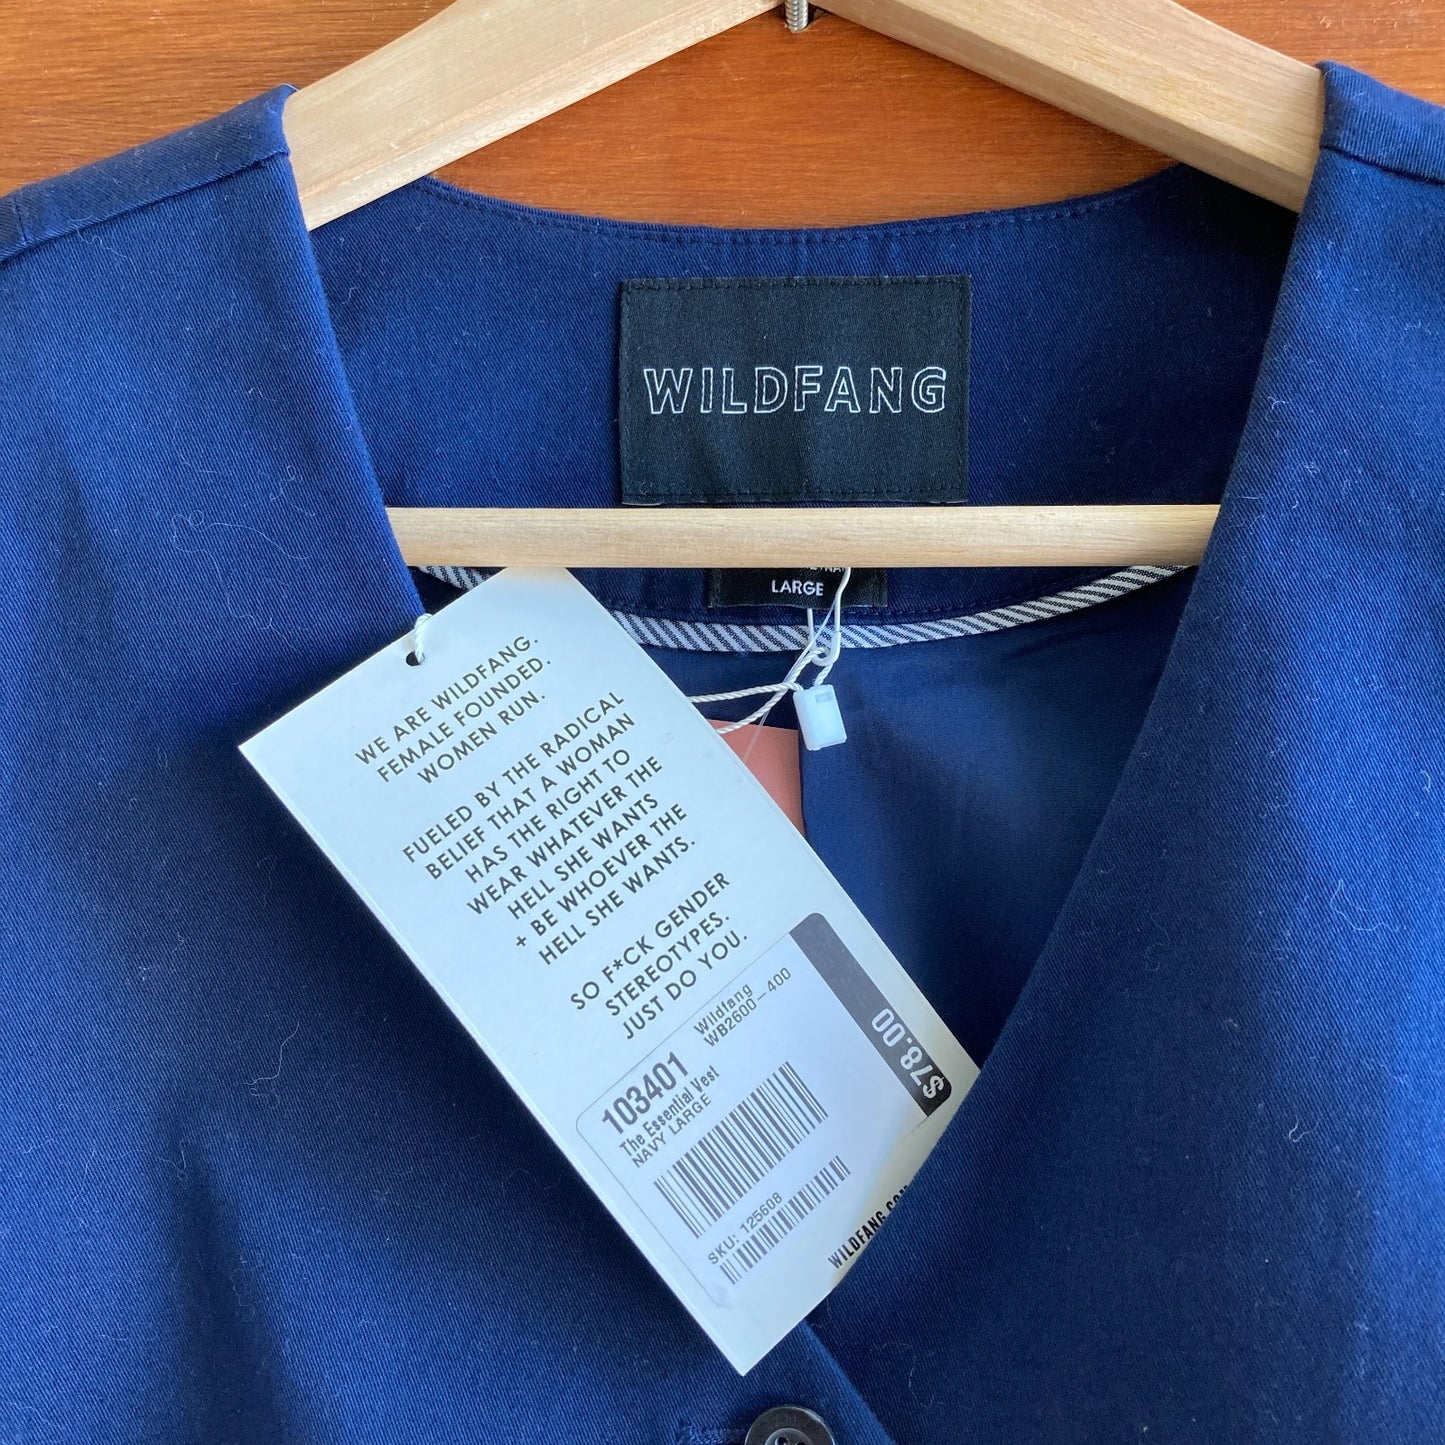 WILDFANG
LARGE
WE ARE WILDFANG.
FEMALE FOUNDED.
WOMEN RUN.
FUELED BY THE RADICAL
BELIEF THAT A WOMAN
HAS THE RIGHT TO
WEAR WHATEVER THE
HELL SHE WANTS
+ BE WHOEVER THE
HELL SHE WANTS.
SO F*CK GENDER
STEREOTYPES.
JUST DO YOU.
Wildfang
WB2600-400
$78.00
103401
The Essential Vest
NAVY LARGE
SKU: 125608
WILDFANG.COM